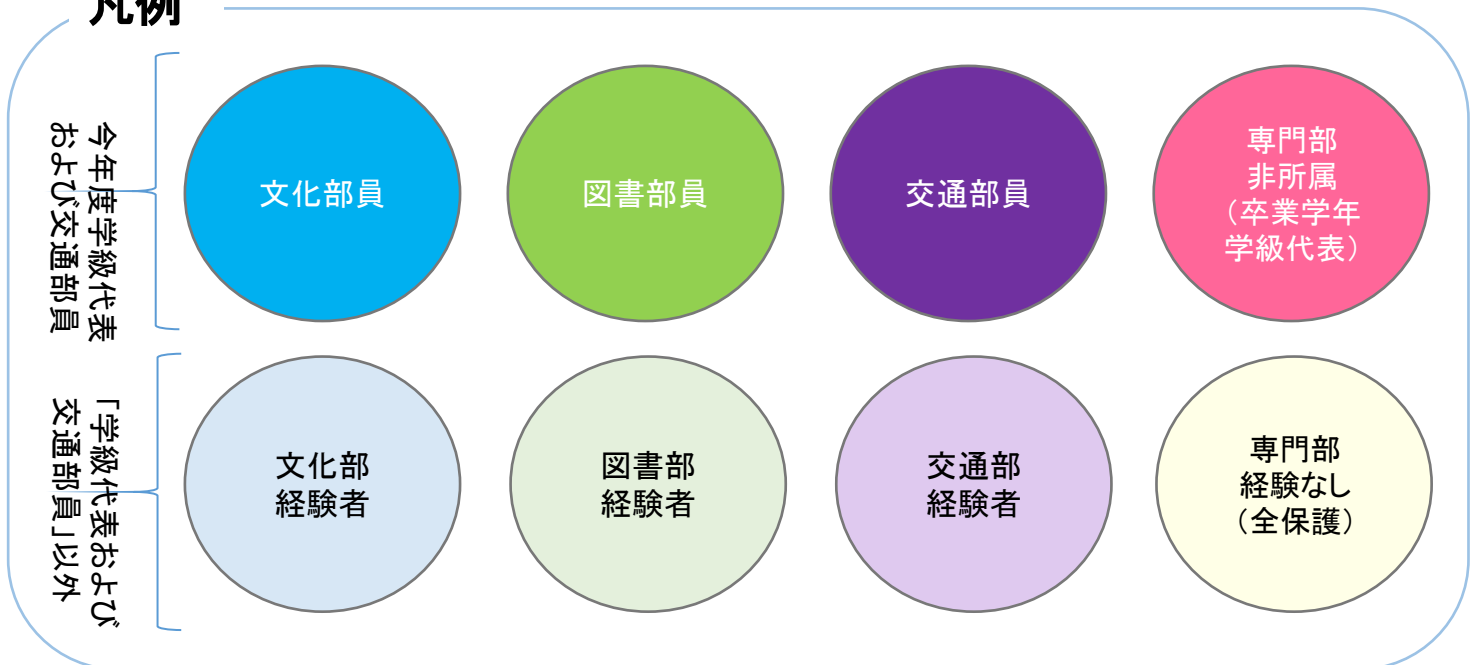 凡例
今年度学級代表
および交通部員
文化部員
図書部員
交通部員
専門部
非所属
（卒業学年
学級代表）
「学級代表および
交通部員」以外
文化部
経験者
図書部
経験者
交通部
経験者
専門部
経験なし
（全保護）